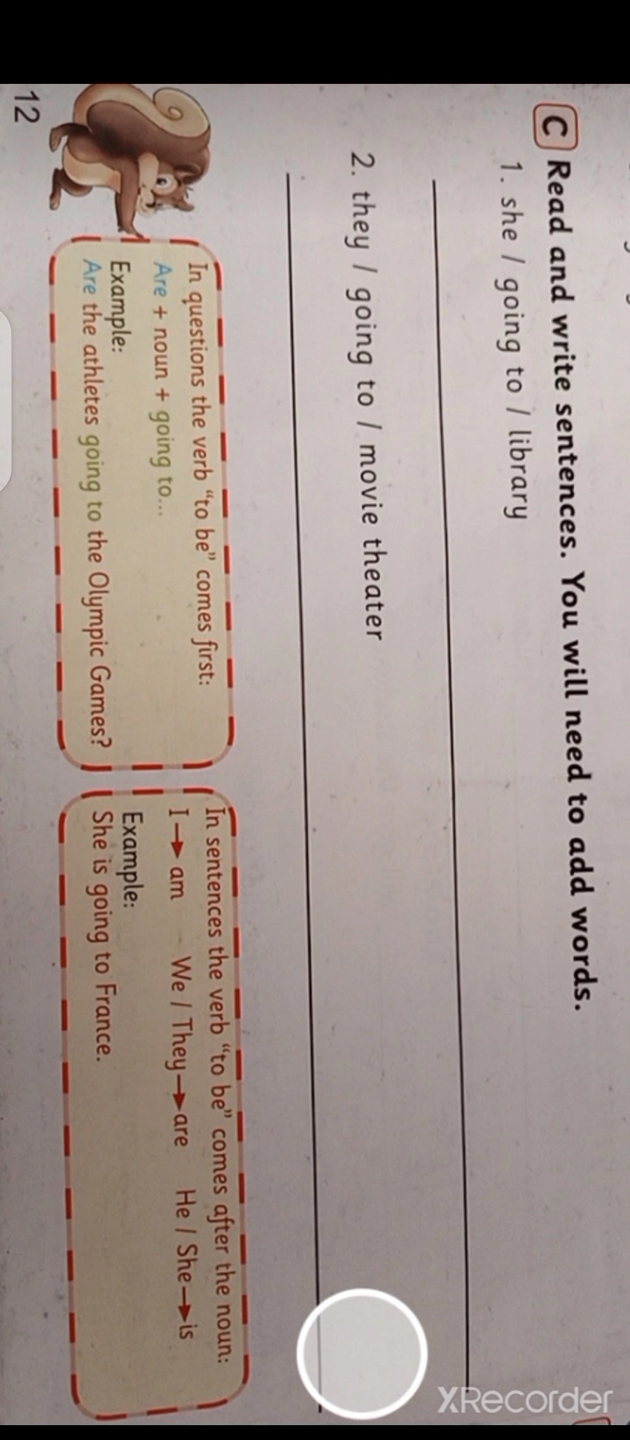 C Read and write sentences. You will need to add words.
1. she / going to / library
2. they / going to / movie theater
In questions the verb "to be" comes first:
Are + noun + going to...
Example:
Are the athletes going to the Olympic Games?
In sentences the verb "to be" comes after the noun:
I→ am We / They→are He / She→is
Example:
She is going to France.
12
XRecorder